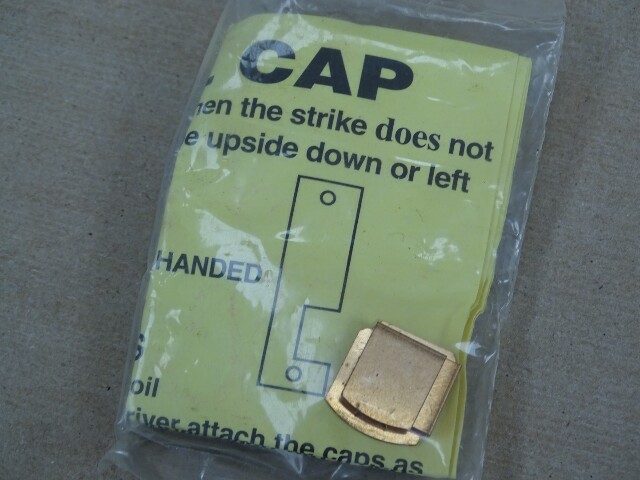 CAP
hen the strike does not
e upside down or left
HANDED
oil
river attach the caps as